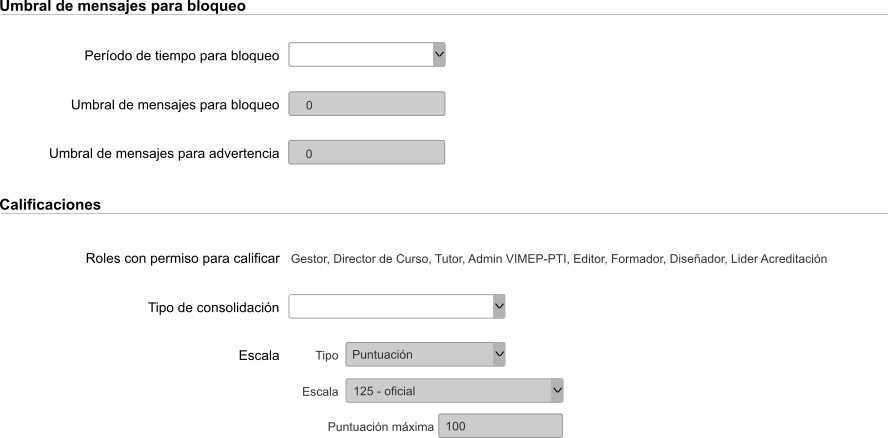 Umbral de mensajes para bloqueo
Período de tiempo para bloqueo
Umbral de mensajes para bloqueo 0
Umbral de mensajes para advertencia 0
Calificaciones
Roles con permiso para calificar Gestor, Director de Curso, Tutor, Admin VIMEP-PTI, Editor, Formador, Diseñador, Lider Acreditación
Tipo de consolidación
Escala Tipo Puntuación
Escala 125 - oficial
Puntuación máxima 100